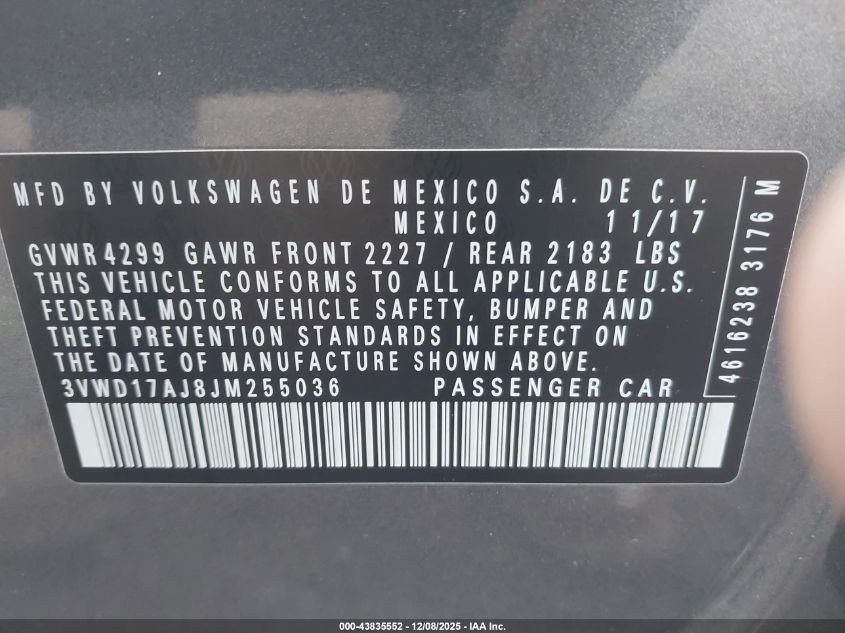 MFD BY VOLKSWAGEN DE MEXICO S.A. DE C.V.
MEXICO 11/17
GVWR 4299 GAWR FRONT 2227 / REAR 2183 LBS
THIS VEHICLE CONFORMS TO ALL APPLICABLE U.S.
FEDERAL MOTOR VEHICLE SAFETY, BUMPER AND
THEFT PREVENTION STANDARDS IN EFFECT ON
THE DATE OF MANUFACTURE SHOWN ABOVE.
3VWD17AJ8JM255036 PASSENGER CAR
4616238 3176 M
000-43835552 - 12/08/2025 - IAA Inc.